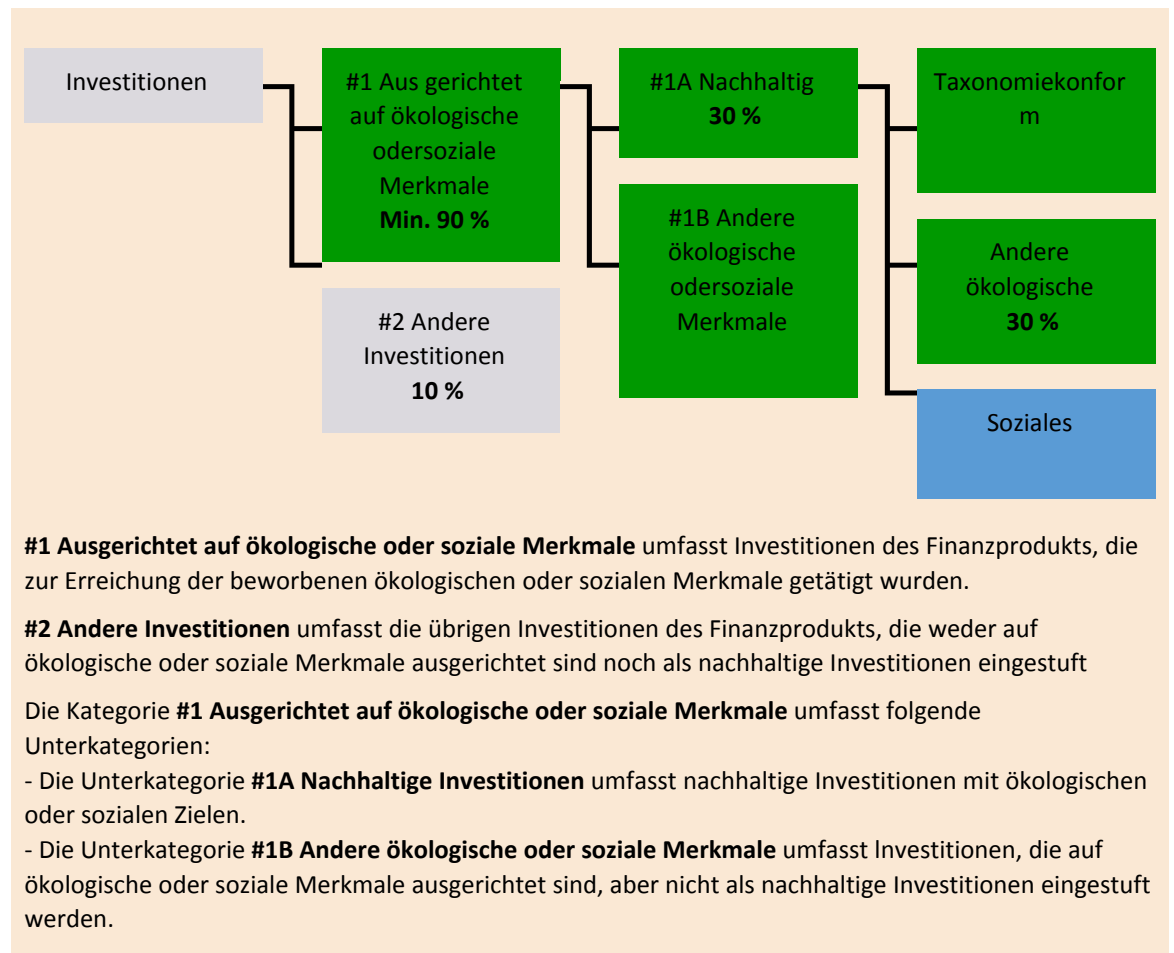 Investitionen
#1 Aus gerichtet
auf ökologische
odersoziale
Merkmale
Min. 90 %
#2 Andere
Investitionen
10 %
#1A Nachhaltig
30 %
#1B Andere
ökologische
odersoziale
Merkmale
Taxonomiekonfor
m
Andere
ökologische
30 %
Soziales
#1 Ausgerichtet auf ökologische oder soziale Merkmale umfasst Investitionen des Finanzprodukts, die
zur Erreichung der beworbenen ökologischen oder sozialen Merkmale getätigt wurden.
#2 Andere Investitionen umfasst die übrigen Investitionen des Finanzprodukts, die weder auf
ökologische oder soziale Merkmale ausgerichtet sind noch als nachhaltige Investitionen eingestuft
Die Kategorie #1 Ausgerichtet auf ökologische oder soziale Merkmale umfasst folgende
Unterkategorien:
- Die Unterkategorie #1A Nachhaltige Investitionen umfasst nachhaltige Investitionen mit ökologischen
oder sozialen Zielen.
- Die Unterkategorie #1B Andere ökologische oder soziale Merkmale umfasst lnvestitionen, die auf
ökologische oder soziale Merkmale ausgerichtet sind, aber nicht als nachhaltige Investitionen eingestuft
werden.